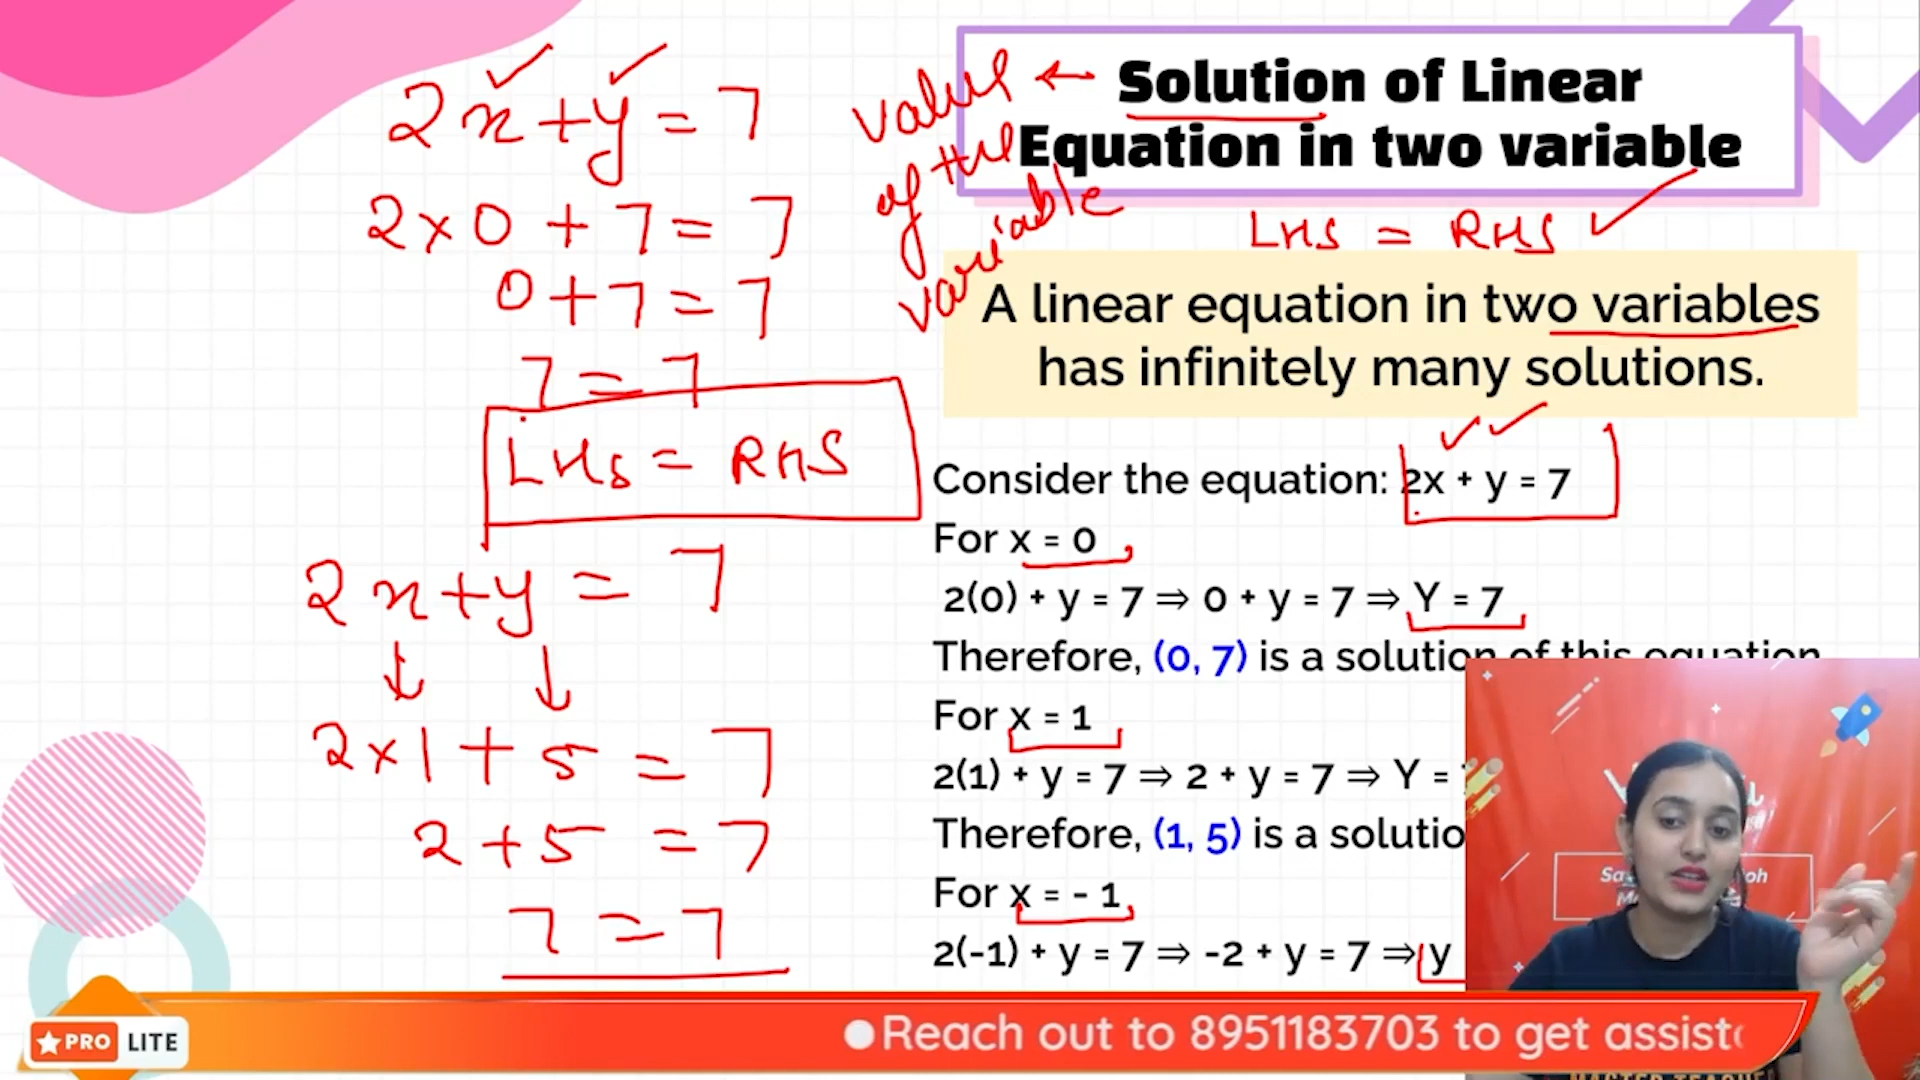 2x + y = 7
2 × 0 + 7 = 7
0 + 7 = 7
7 = 7
LHS = RHS
2x + y = 7
2 × 1 + 5 = 7
2 + 5 = 7
7 = 7
value ←
of the
variable
Solution of Linear
Equation in two variable
LHS = RHS
A linear equation in two variables
has infinitely many solutions.
Consider the equation: 2x + y = 7
For x = 0
2(0) + y = 7 ⇒ 0 + y = 7 ⇒ Y = 7
Therefore, (0, 7) is a solution of this equation
For x = 1
2(1) + y = 7 ⇒ 2 + y = 7 ⇒ Y =
Therefore, (1, 5) is a solutio
For x = - 1
2(-1) + y = 7 ⇒ -2 + y = 7 ⇒ y
PRO LITE
Reach out to 8951183703 to get assist